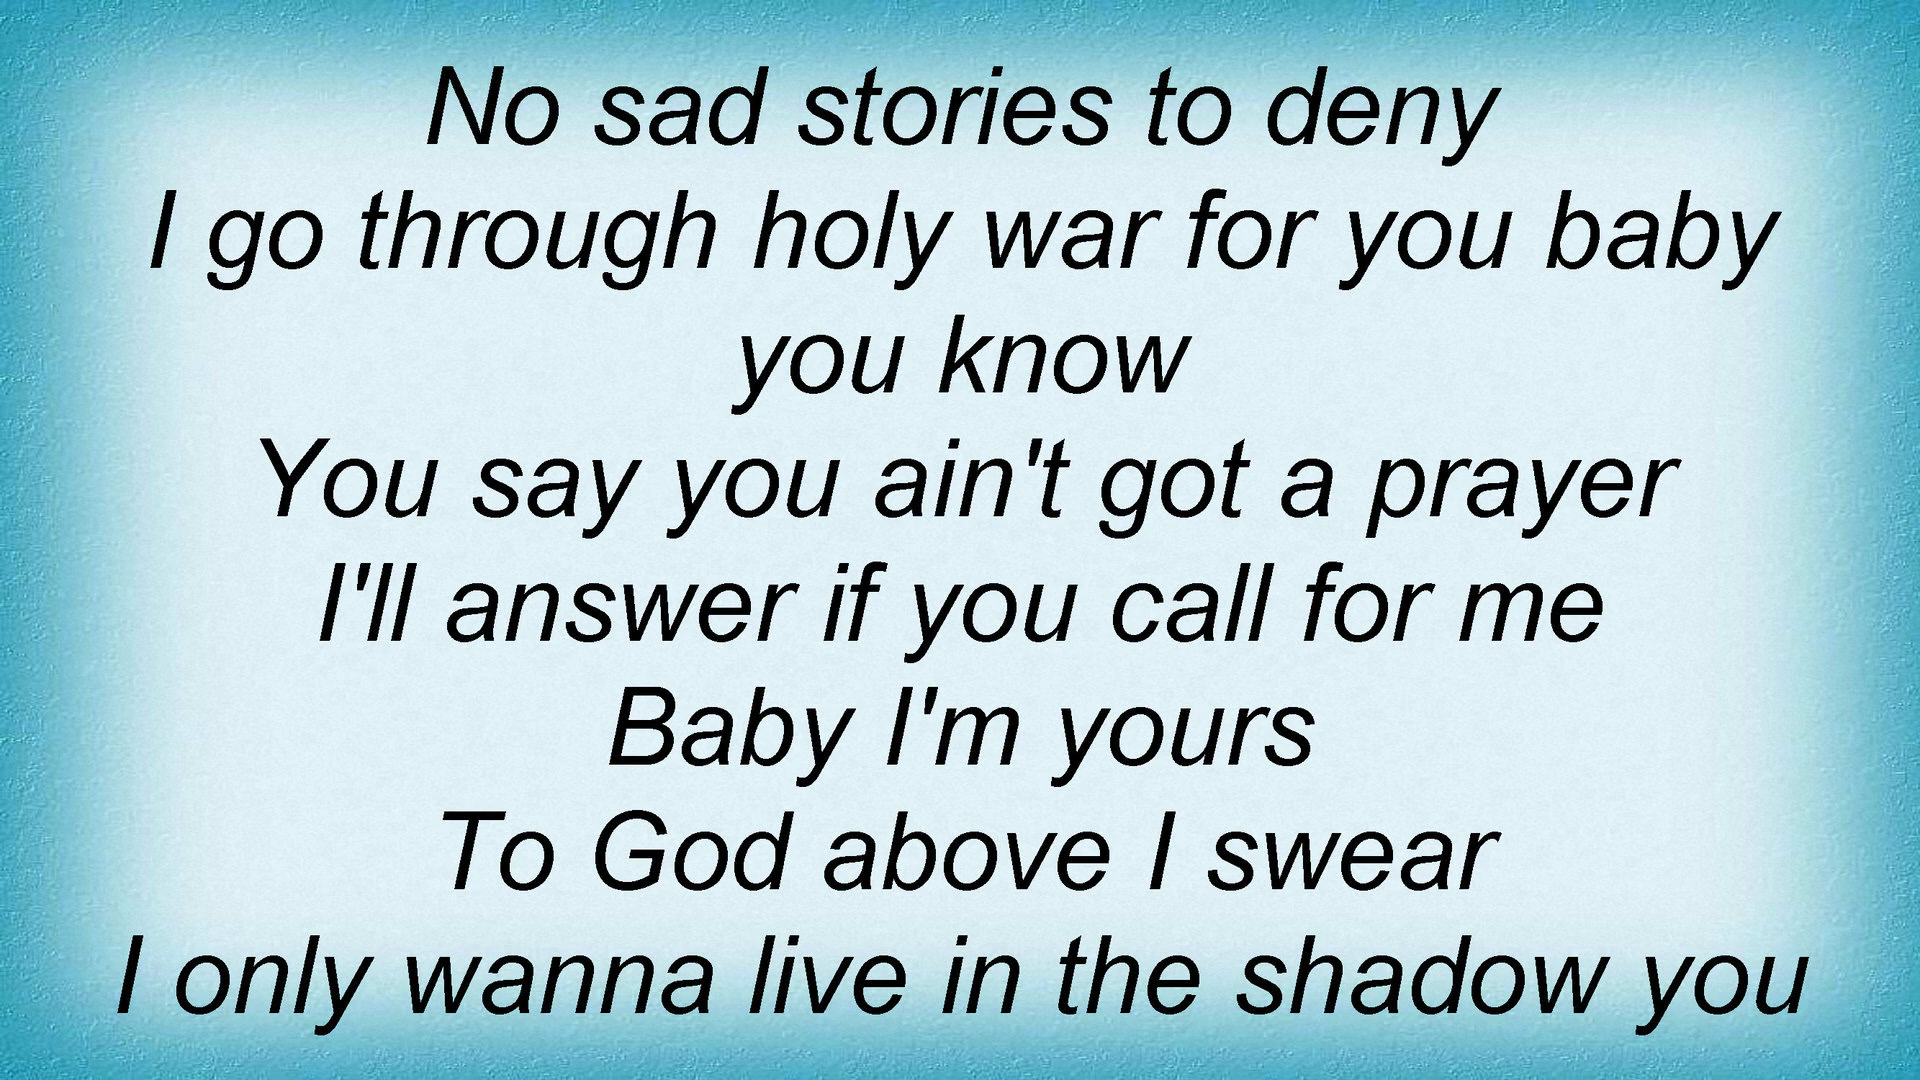 No sad stories to deny
I go through holy war for you baby
you know
You say you ain't got a prayer
I'll answer if you call for me
Baby I'm yours
To God above I swear
I only wanna live in the shadow you